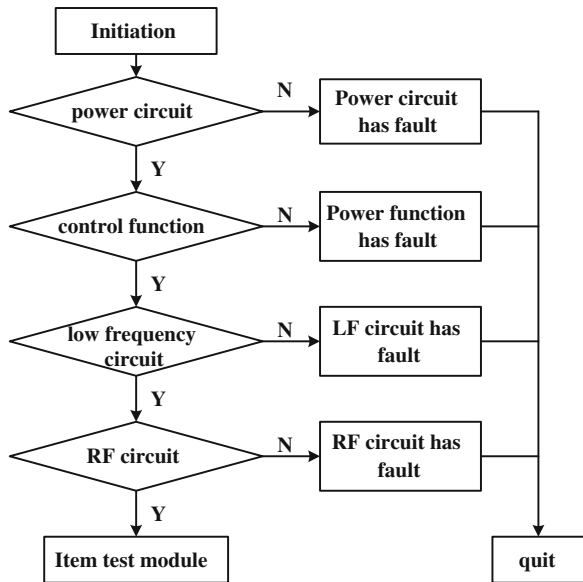 Initiation
power circuit
N
Power circuit
has fault
Y
control function
N
Power function
has fault
Y
low frequency
circuit
N
LF circuit has
fault
Y
RF circuit
N
RF circuit has
fault
Y
Item test module
quit